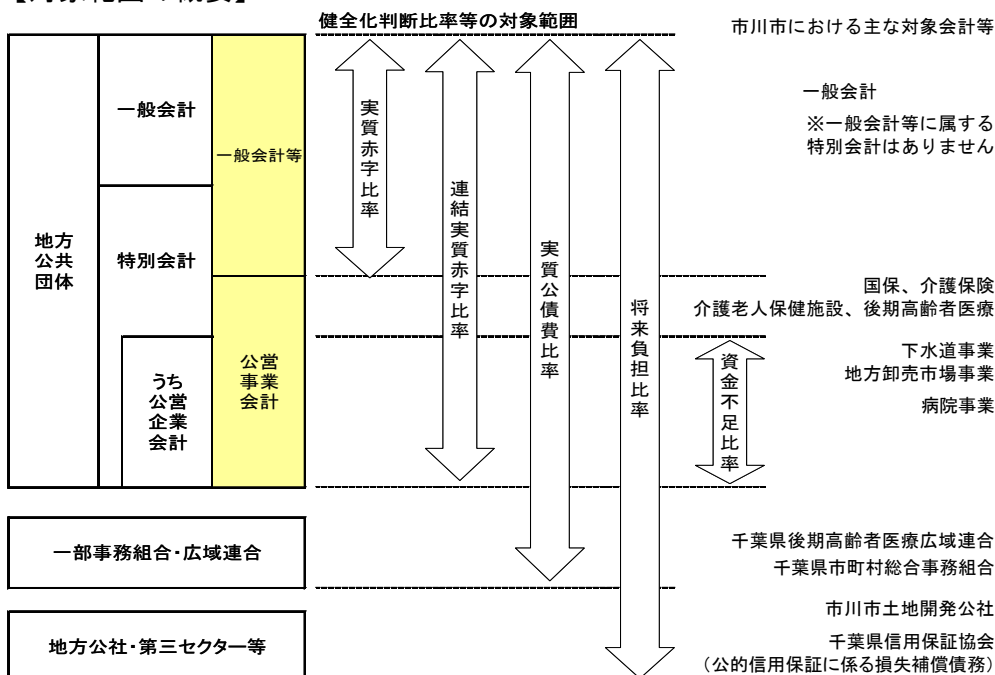 健全化判断比率等の対象範囲
市川市における主な対象会計等
地方
公共
団体
一般会計
特別会計
うち
公営
企業
会計
一般会計等
公営
事業
会計
実質赤字比率
連結実質赤字比率
実質公債費比率
将来負担比率
資金不足比率
一般会計
※一般会計等に属する
特別会計はありません
国保、介護保険
介護老人保健施設、後期高齢者医療
下水道事業
地方卸売市場事業
病院事業
一部事務組合・広域連合
千葉県後期高齢者医療広域連合
千葉県市町村総合事務組合
地方公社・第三セクター等
市川市土地開発公社
千葉県信用保証協会
（公的信用保証に係る損失補償債務）